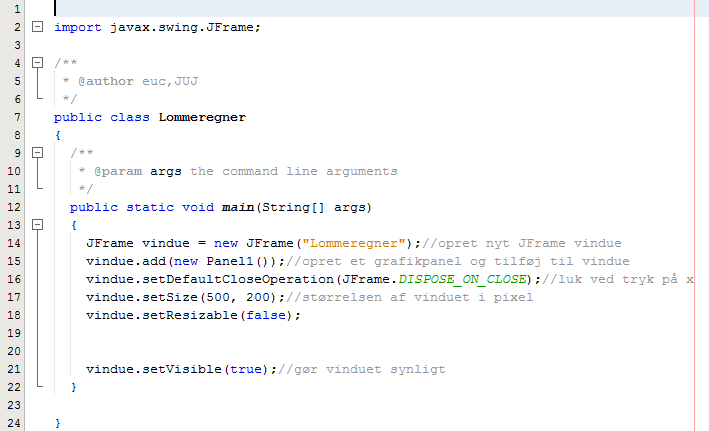 1
2 import javax.swing.JFrame;
3
4 /**
5 * @author euc,JUJ
6 */
7 public class Lommeregner
8 {
9 /**
10 * @param args the command line arguments
11 */
12 public static void main(String[] args)
13 {
14 JFrame vindue = new JFrame("Lommeregner");//opret nyt JFrame vindue
15 vindue.add(new Panel1());//opret et grafikpanel og tilføj til vindue
16 vindue.setDefaultCloseOperation(JFrame.DISPOSE_ON_CLOSE);//luk ved tryk på x
17 vindue.setSize(500, 200);//størrelsen af vinduet i pixel
18 vindue.setResizable(false);
19
20
21 vindue.setVisible(true);//gør vinduet synligt
22 }
23
24 }